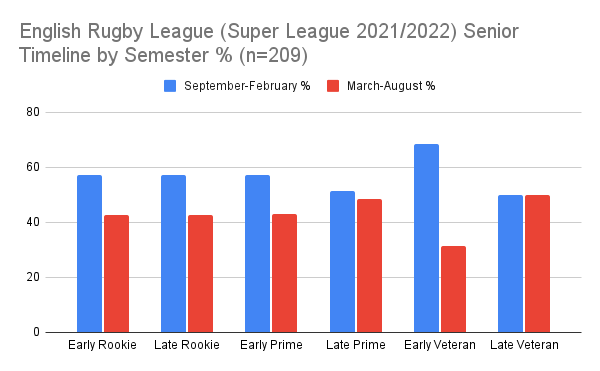 English Rugby League (Super League 2021/2022) Senior
Timeline by Semester % (n=209)
September-February %
March-August %
80
60
40
20
0
Early Rookie
Late Rookie
Early Prime
Late Prime
Early Veteran
Late Veteran